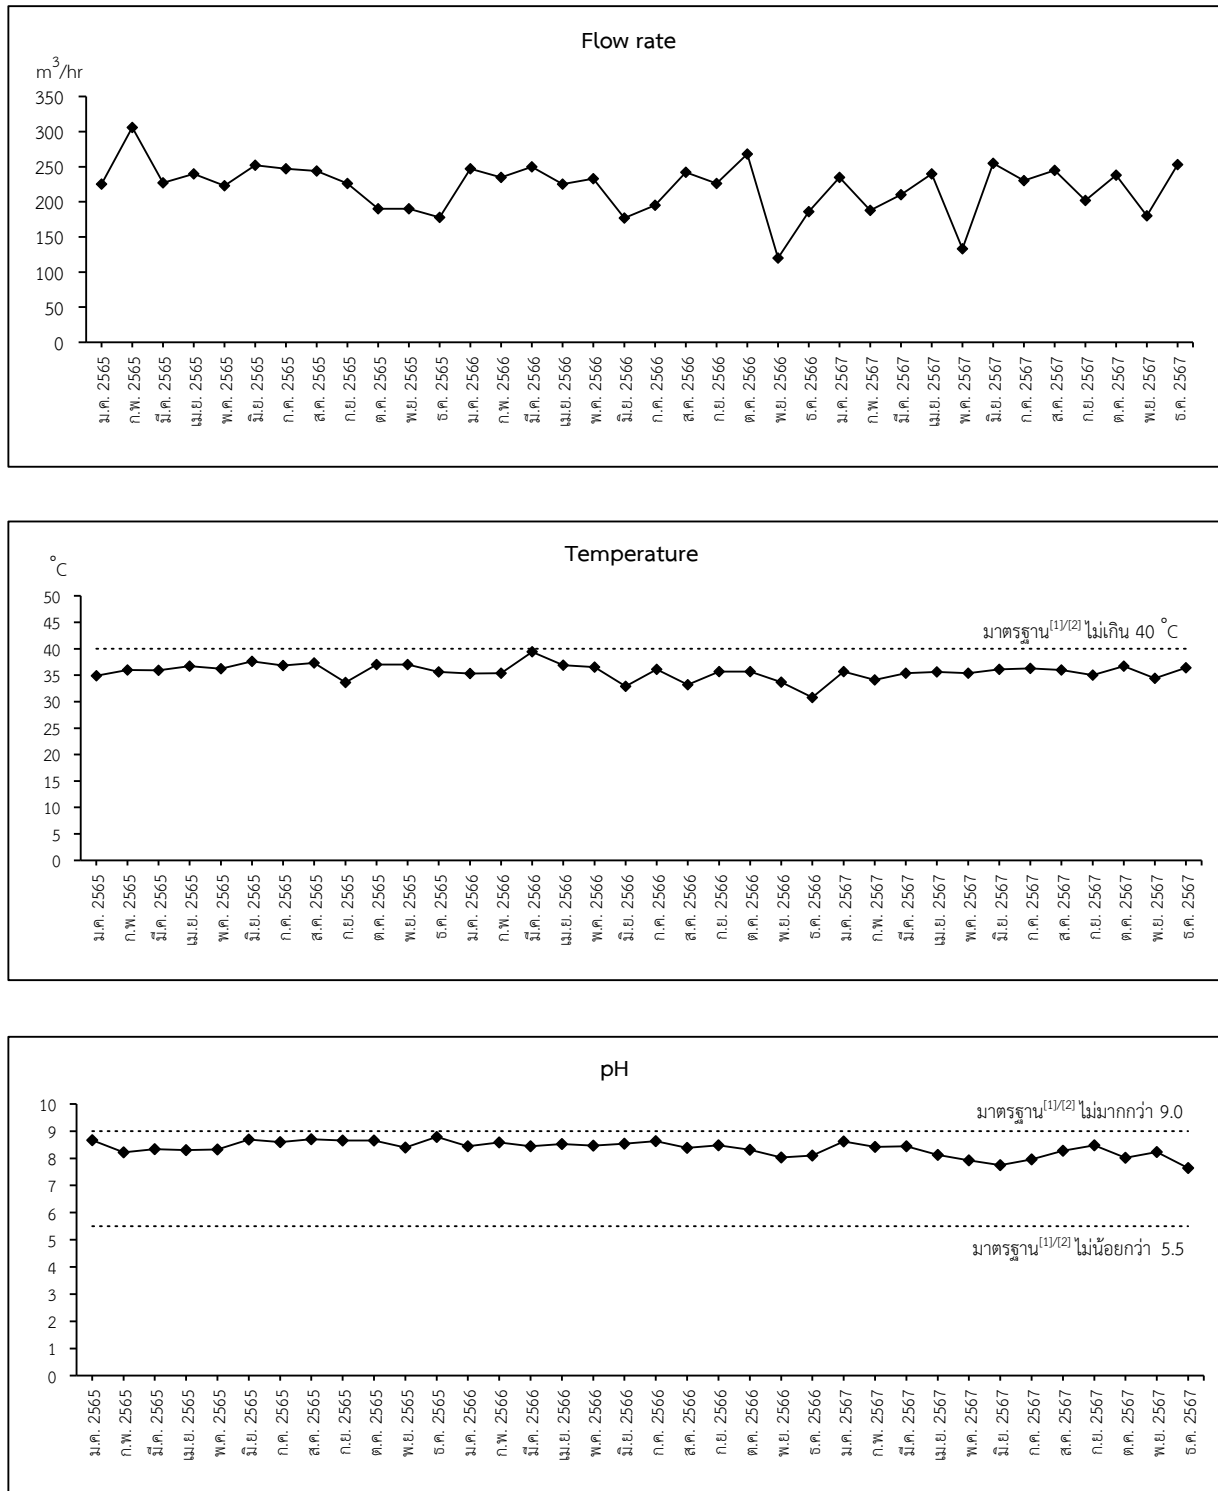 Flow rate
m³/hr
350
300
250
200
150
100
50
0
ม.ค. 2565
ก.พ. 2565
มี.ค. 2565
เม.ย. 2565
พ.ค. 2565
มิ.ย. 2565
ก.ค. 2565
ส.ค. 2565
ก.ย. 2565
ต.ค. 2565
พ.ย. 2565
ธ.ค. 2565
ม.ค. 2566
ก.พ. 2566
มี.ค. 2566
เม.ย. 2566
พ.ค. 2566
มิ.ย. 2566
ก.ค. 2566
ส.ค. 2566
ก.ย. 2566
ต.ค. 2566
พ.ย. 2566
ธ.ค. 2566
ม.ค. 2567
ก.พ. 2567
มี.ค. 2567
เม.ย. 2567
พ.ค. 2567
มิ.ย. 2567
ก.ค. 2567
ส.ค. 2567
ก.ย. 2567
ต.ค. 2567
พ.ย. 2567
ธ.ค. 2567
Temperature
°C
มาตรฐาน[1]/[2] ไม่เกิน 40 °C
50
45
40
35
30
25
20
15
10
5
0
ม.ค. 2565
ก.พ. 2565
มี.ค. 2565
เม.ย. 2565
พ.ค. 2565
มิ.ย. 2565
ก.ค. 2565
ส.ค. 2565
ก.ย. 2565
ต.ค. 2565
พ.ย. 2565
ธ.ค. 2565
ม.ค. 2566
ก.พ. 2566
มี.ค. 2566
เม.ย. 2566
พ.ค. 2566
มิ.ย. 2566
ก.ค. 2566
ส.ค. 2566
ก.ย. 2566
ต.ค. 2566
พ.ย. 2566
ธ.ค. 2566
ม.ค. 2567
ก.พ. 2567
มี.ค. 2567
เม.ย. 2567
พ.ค. 2567
มิ.ย. 2567
ก.ค. 2567
ส.ค. 2567
ก.ย. 2567
ต.ค. 2567
พ.ย. 2567
ธ.ค. 2567
pH
มาตรฐาน[1]/[2] ไม่มากกว่า 9.0
10
9
8
7
6
5
4
3
2
1
0
มาตรฐาน[1]/[2] ไม่น้อยกว่า 5.5
ม.ค. 2565
ก.พ. 2565
มี.ค. 2565
เม.ย. 2565
พ.ค. 2565
มิ.ย. 2565
ก.ค. 2565
ส.ค. 2565
ก.ย. 2565
ต.ค. 2565
พ.ย. 2565
ธ.ค. 2565
ม.ค. 2566
ก.พ. 2566
มี.ค. 2566
เม.ย. 2566
พ.ค. 2566
มิ.ย. 2566
ก.ค. 2566
ส.ค. 2566
ก.ย. 2566
ต.ค. 2566
พ.ย. 2566
ธ.ค. 2566
ม.ค. 2567
ก.พ. 2567
มี.ค. 2567
เม.ย. 2567
พ.ค. 2567
มิ.ย. 2567
ก.ค. 2567
ส.ค. 2567
ก.ย. 2567
ต.ค. 2567
พ.ย. 2567
ธ.ค. 2567